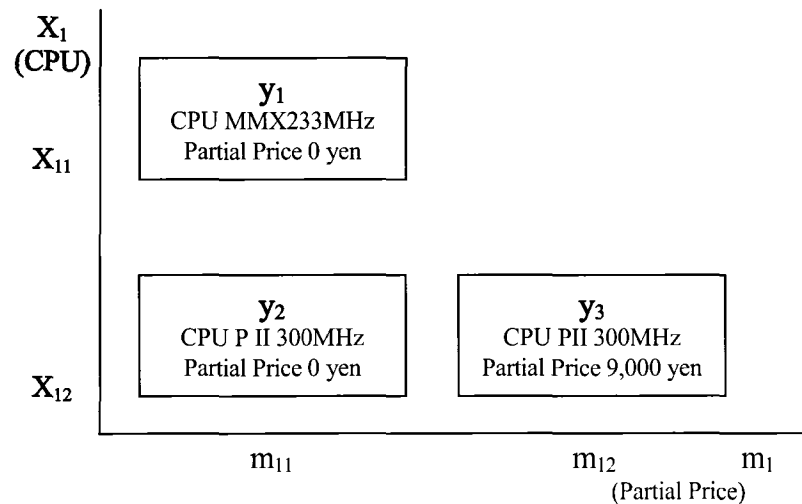 X₁
(CPU)
y₁
CPU MMX233MHz
Partial Price 0 yen
X₁₁
y₂
CPU P II 300MHz
Partial Price 0 yen
y₃
CPU PII 300MHz
Partial Price 9,000 yen
X₁₂
m₁₁
m₁₂
m₁
(Partial Price)